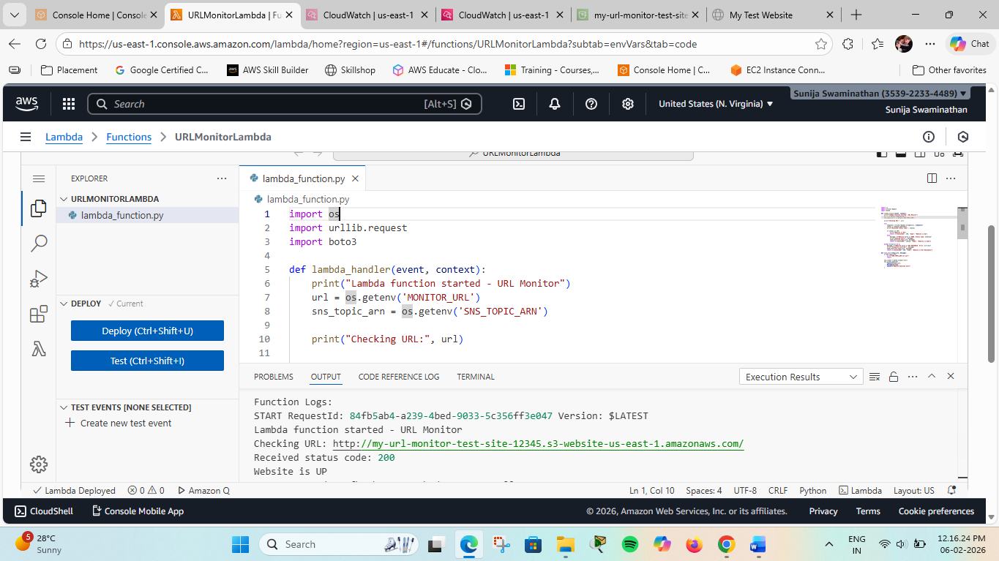 Console Home | Console
URLMonitorLambda | Fu
CloudWatch | us-east-1
CloudWatch | us-east-1
my-url-monitor-test-site
My Test Website
https://us-east-1.console.aws.amazon.com/lambda/home?region=us-east-1#/functions/URLMonitorLambda?subtab=envVars&tab=code
Chat
Placement
Google Certified C...
AWS Skill Builder
Skillshop
AWS Educate - Clo...
Training - Courses,...
Console Home | C...
EC2 Instance Conn...
Other favorites
aws
Search
[Alt+S]
United States (N. Virginia)
Sunija Swaminathan (3539-2233-4489)
Sunija Swaminathan
Lambda > Functions > URLMonitorLambda
URLMonitorLambda
EXPLORER
URLMONITORLAMBDA
lambda_function.py
DEPLOY Current
Deploy (Ctrl+Shift+U)
Test (Ctrl+Shift+I)
TEST EVENTS [NONE SELECTED]
Create new test event
lambda_function.py
lambda_function.py
1 import os
2 import urllib.request
3 import boto3
4
5 def lambda_handler(event, context):
6 print("Lambda function started - URL Monitor")
7 url = os.getenv('MONITOR_URL')
8 sns_topic_arn = os.getenv('SNS_TOPIC_ARN')
9
10 print("Checking URL:", url)
11
PROBLEMS OUTPUT CODE REFERENCE LOG TERMINAL
Execution Results
Function Logs:
START RequestId: 84fb5ab4-a239-4bed-9033-5c356ff3e047 Version: $LATEST
Lambda function started - URL Monitor
Checking URL: http://my-url-monitor-test-site-12345.s3-website-us-east-1.amazonaws.com/
Received status code: 200
Website is UP
Lambda Deployed 0 0 Amazon Q
Ln 1, Col 10 Spaces: 4 UTF-8 CRLF Python Lambda Layout: US
CloudShell Console Mobile App
© 2026, Amazon Web Services, Inc. or its affiliates. Privacy Terms Cookie preferences
5
28°C
Sunny
Search
ENG
IN
12.16.24 PM
06-02-2026